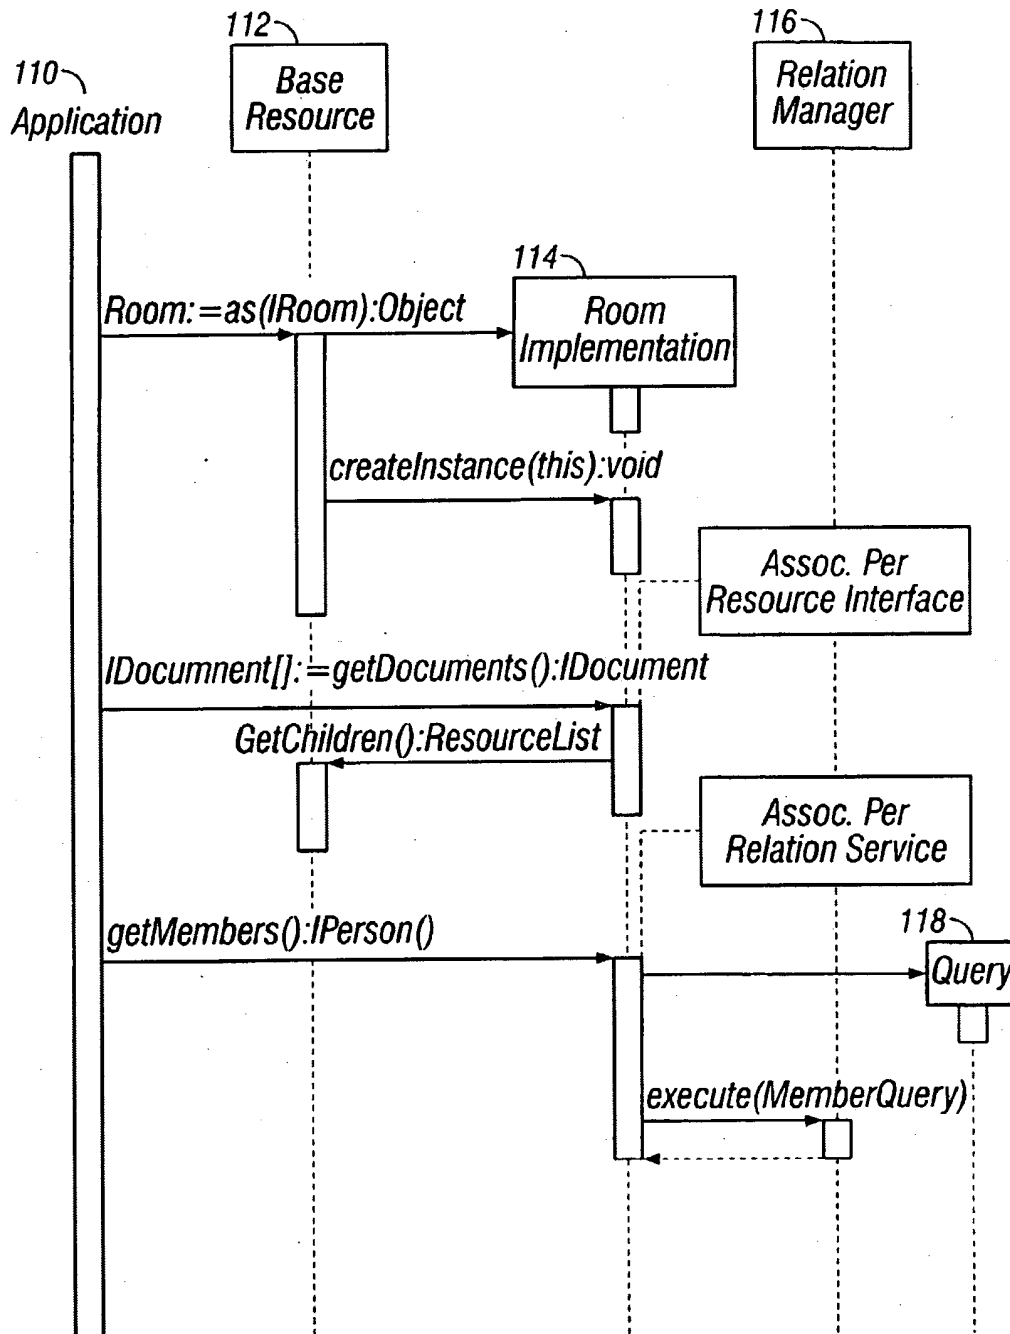 112
116
110
Application
Base
Resource
Relation
Manager
114
Room:=as(IRoom):Object
Room
Implementation
createInstance(this):void
Assoc. Per
Resource Interface
IDocumnent[]:=getDocuments():IDocument
GetChildren():ResourceList
Assoc. Per
Relation Service
getMembers():IPerson()
118
Query
execute(MemberQuery)